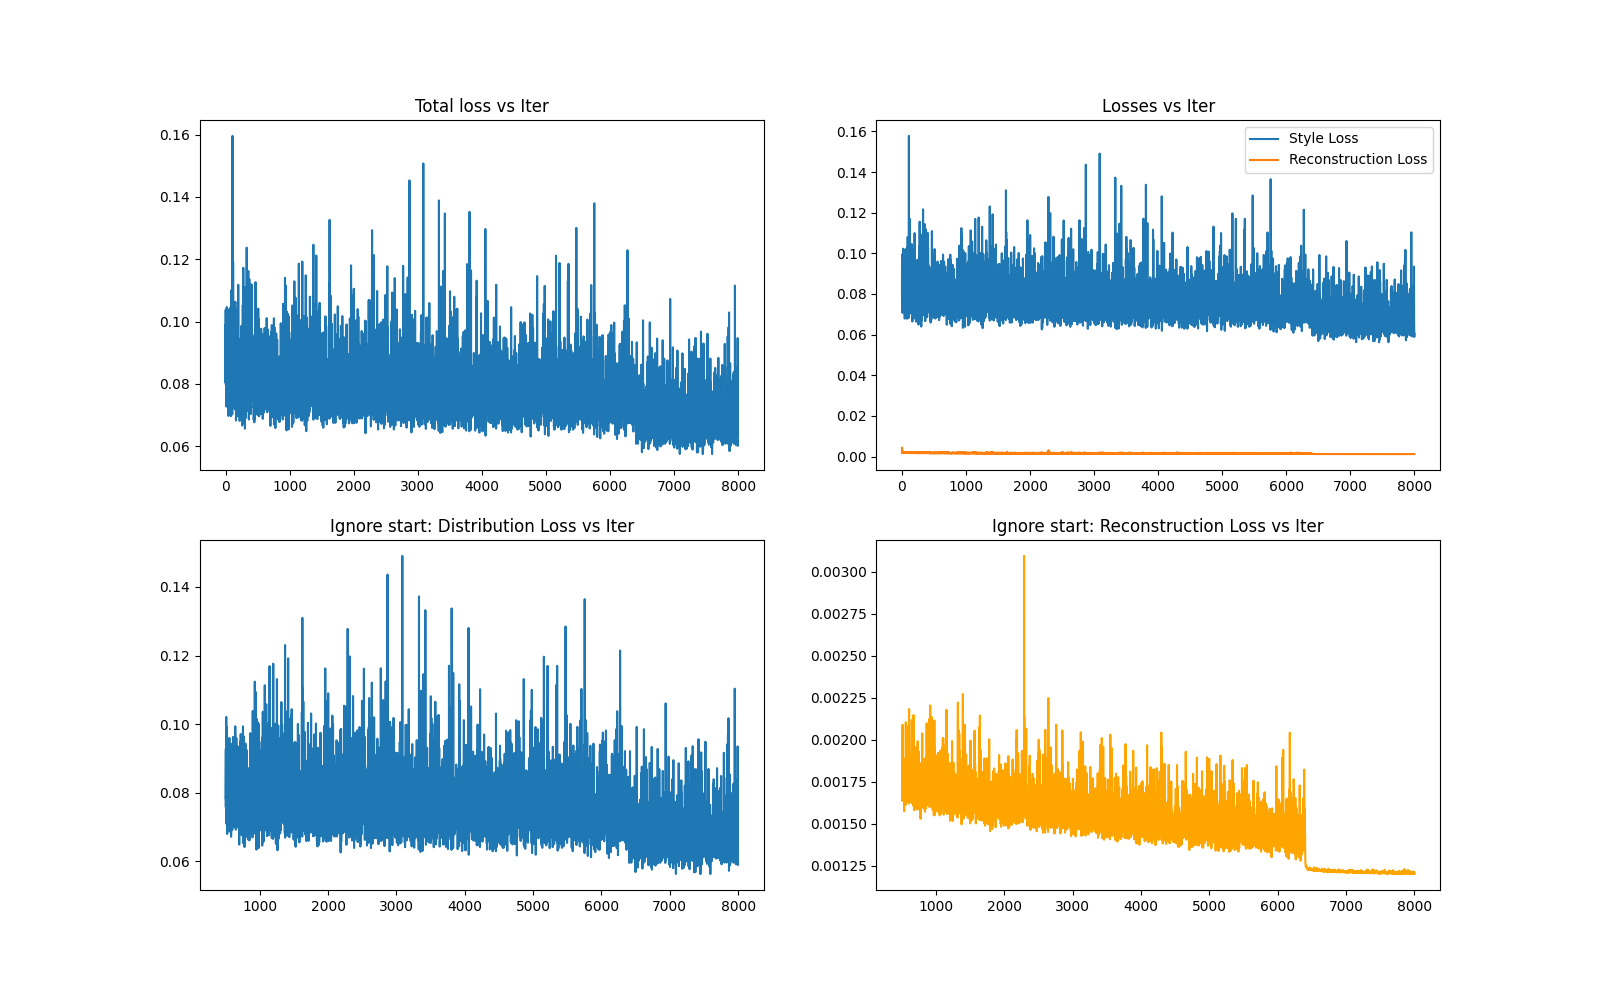 Total loss vs Iter
0.16
0.14
0.12
0.10
0.08
0.06
0 1000 2000 3000 4000 5000 6000 7000 8000
Losses vs Iter
Style Loss
Reconstruction Loss
0.16
0.14
0.12
0.10
0.08
0.06
0.04
0.02
0.00
0 1000 2000 3000 4000 5000 6000 7000 8000
Ignore start: Distribution Loss vs Iter
0.14
0.12
0.10
0.08
0.06
1000 2000 3000 4000 5000 6000 7000 8000
Ignore start: Reconstruction Loss vs Iter
0.00300
0.00275
0.00250
0.00225
0.00200
0.00175
0.00150
0.00125
1000 2000 3000 4000 5000 6000 7000 8000